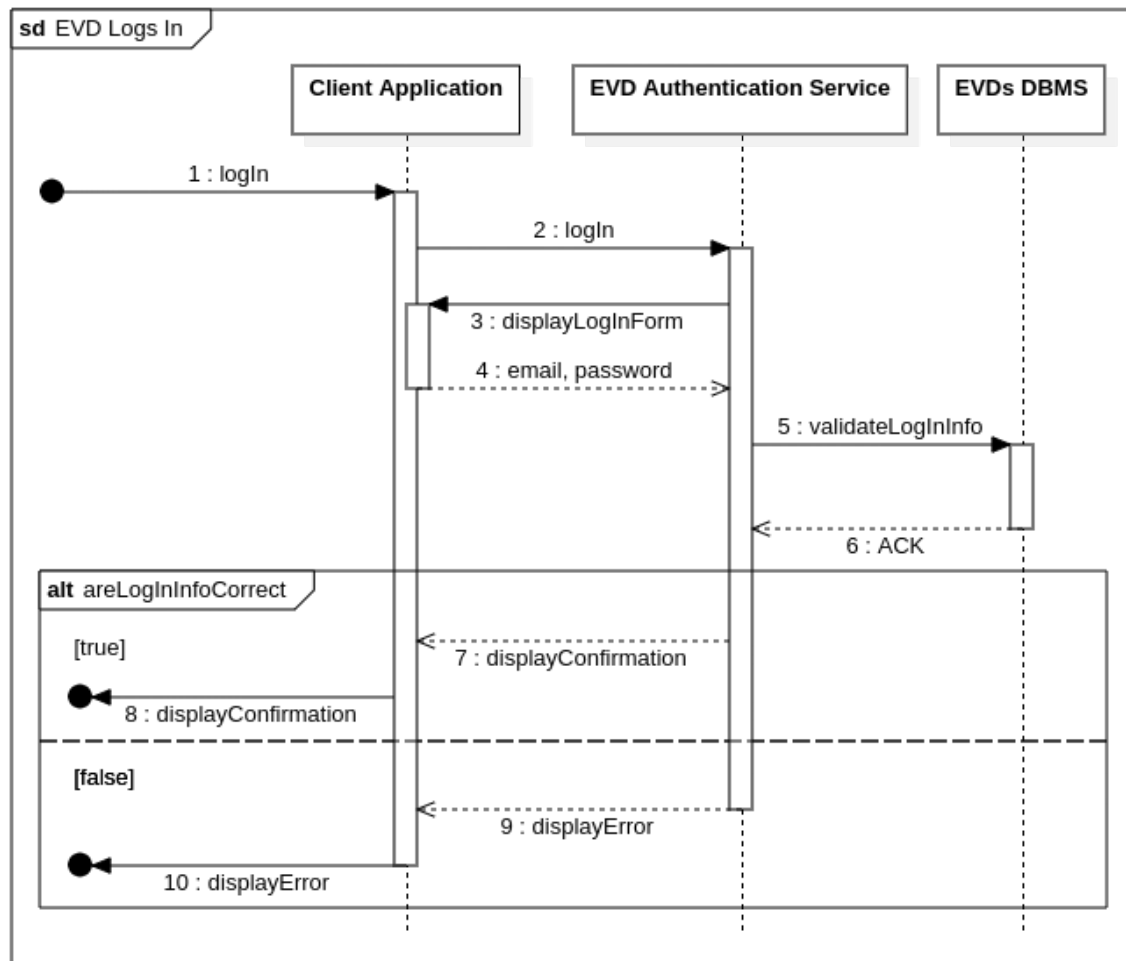 sd EVD Logs In
Client Application
EVD Authentication Service
EVDs DBMS
1 : logIn
2 : logIn
3 : displayLogInForm
4 : email, password
5 : validateLogInInfo
6 : ACK
alt areLogInInfoCorrect
[true]
7 : displayConfirmation
8 : displayConfirmation
[false]
9 : displayError
10 : displayError